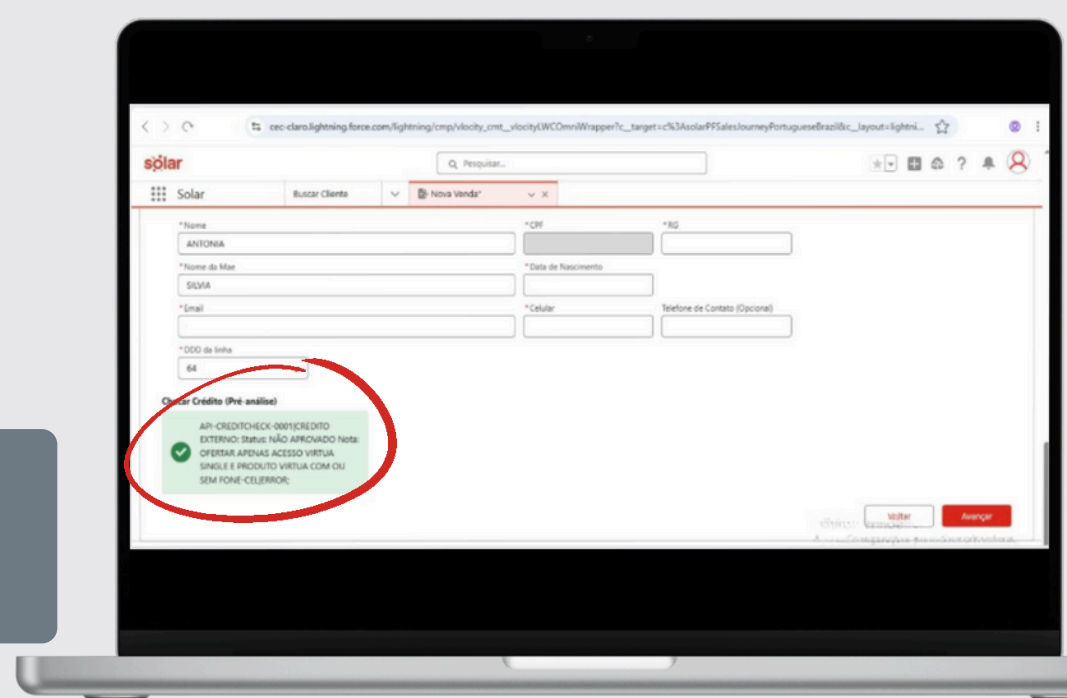 cec-claro.lightning.force.com/lightning/cmp/vlocity_cmt__vlocityLWCOmniWrapper?c__target=c%3AsolarPFSalesJourneyPortugueseBrazil&c__layout=lightni...
solar
Pesquisar...
Solar
Buscar Cliente
Nova Venda*
*Nome
*CPF
*RG
ANTONIA
*Nome da Mae
*Data de Nascimento
SILVIA
*Email
*Celular
Telefone de Contato (Opcional)
*DDD da linha
64
Checar Crédito (Pré-análise)
API-CREDITCHECK-0001|CREDITO
EXTERNO: Status: NÃO APROVADO Nota:
OFERTAR APENAS ACESSO VIRTUA
SINGLE E PRODUTO VIRTUA COM OU
SEM FONE-CEL|ERROR;
Voltar
Avançar